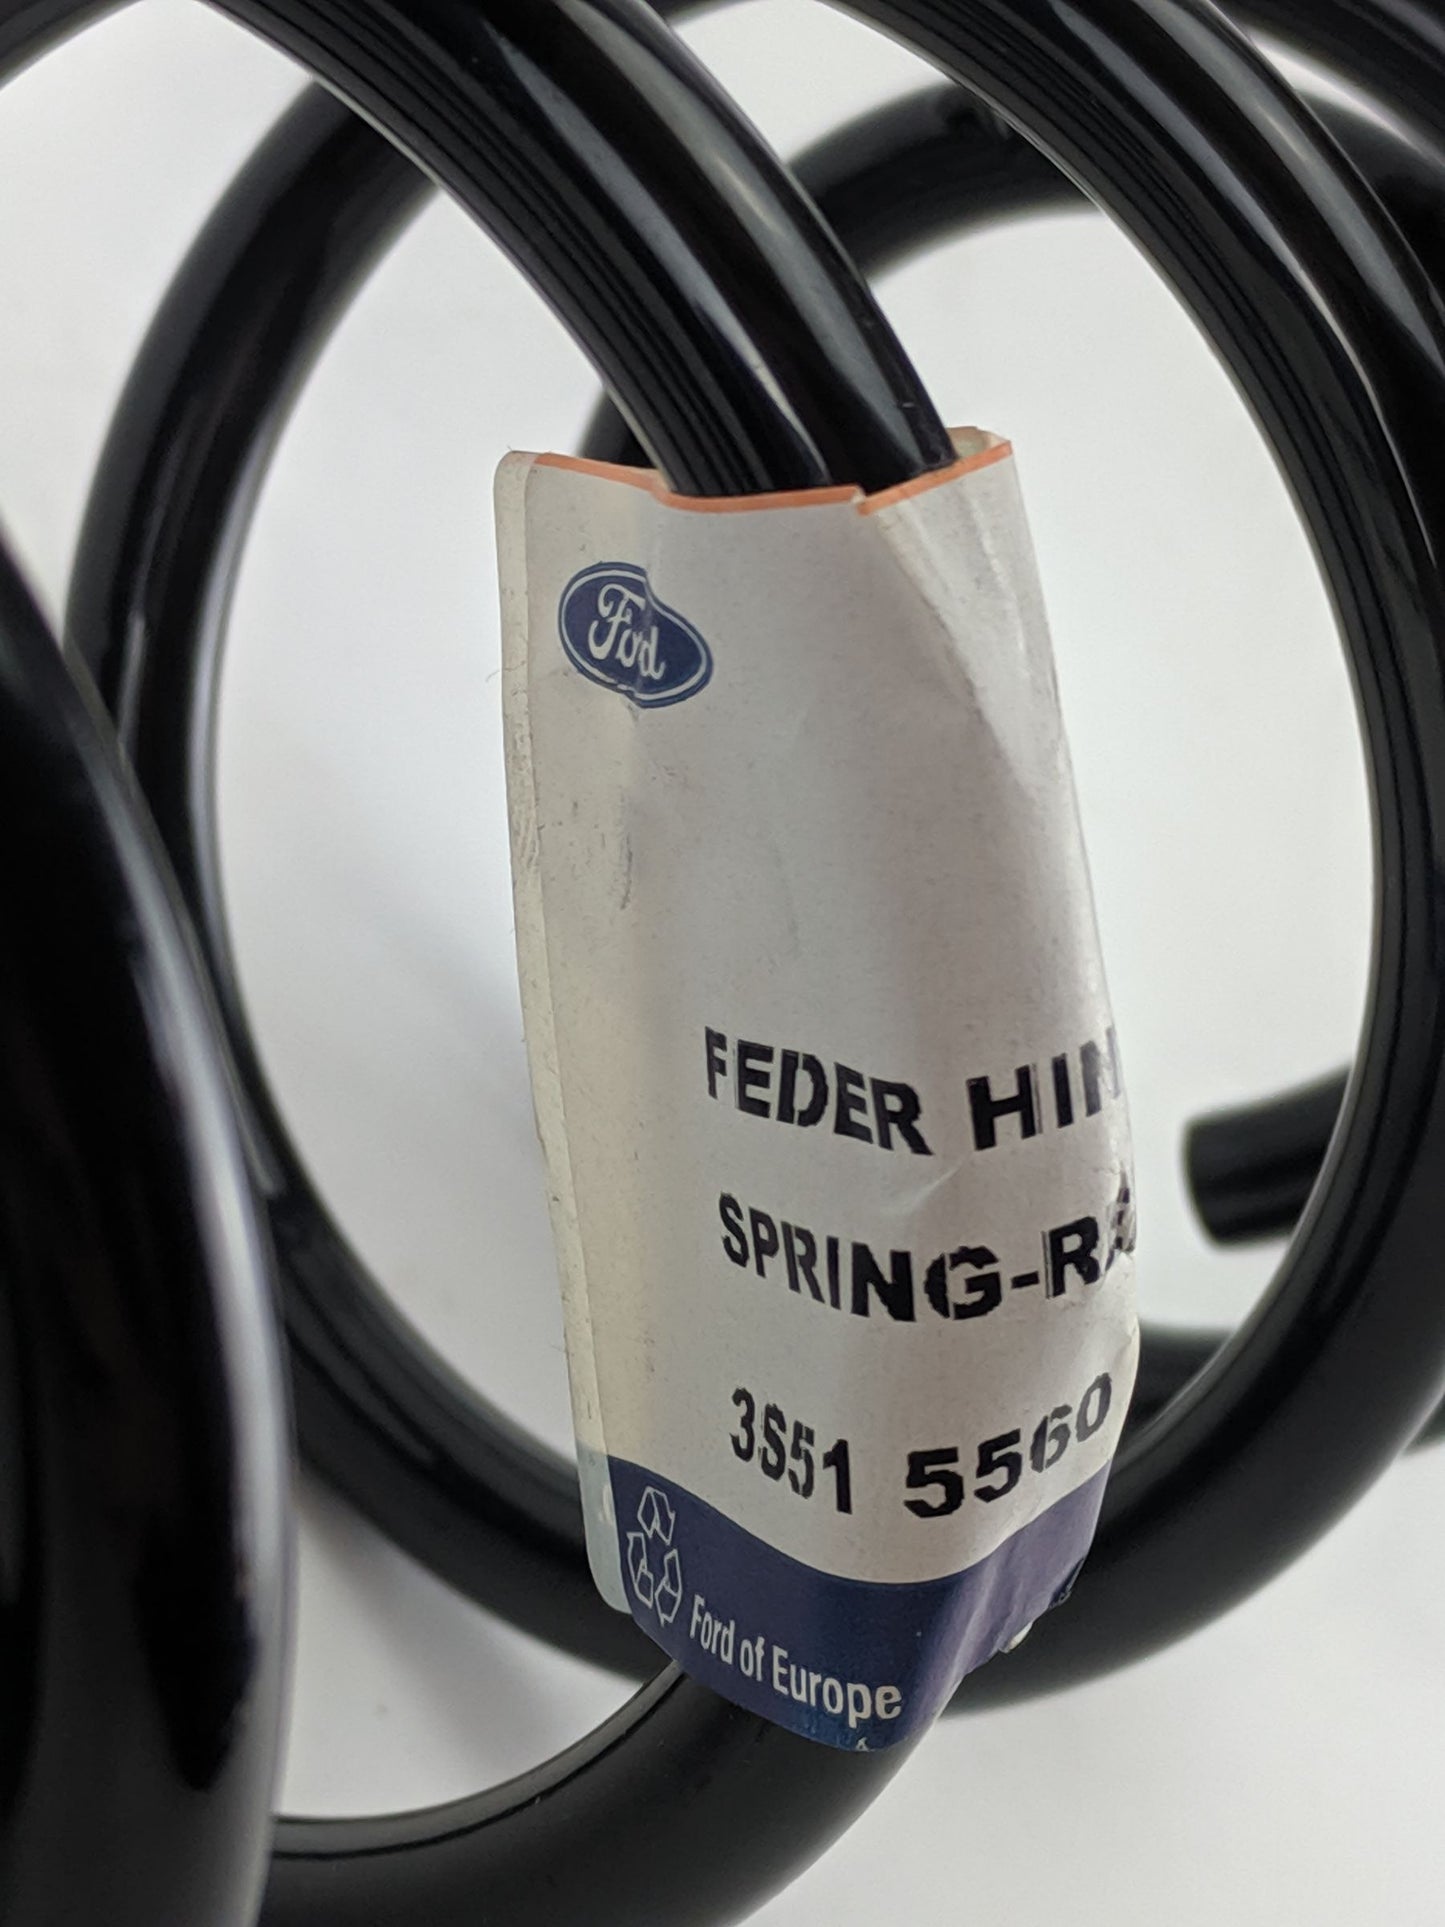 Ford
FEDER HIN
SPRING-RE
3S51 5560
Ford of Europe